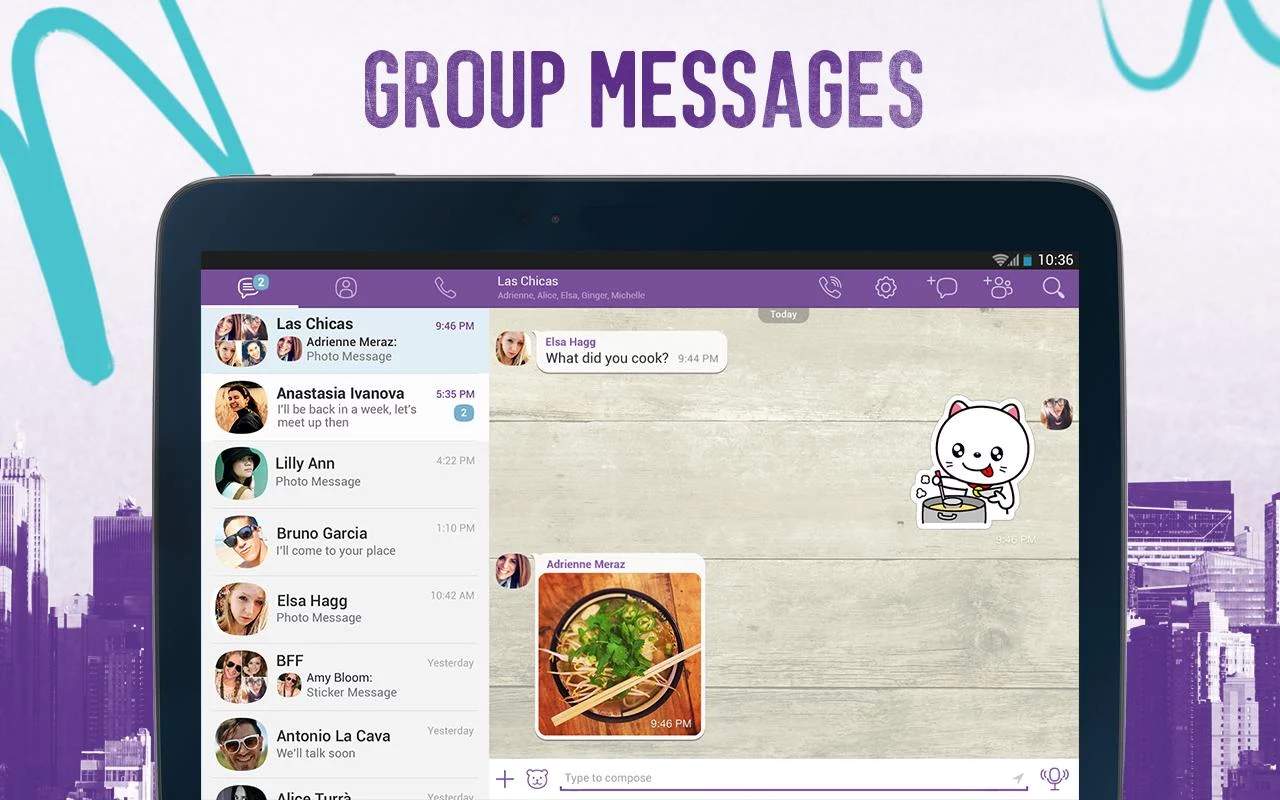 GROUP MESSAGES
10:36
2
Las Chicas
Adrienne, Alice, Elsa, Ginger, Michelle
Las Chicas
9:46 PM
Adrienne Meraz:
Photo Message
Anastasia Ivanova
5:35 PM
I'll be back in a week, let's
meet up then
2
Lilly Ann
4:22 PM
Photo Message
Bruno Garcia
1:10 PM
I'll come to your place
Elsa Hagg
10:42 AM
Photo Message
BFF
Yesterday
Amy Bloom:
Sticker Message
Antonio La Cava
Yesterday
We'll talk soon
Alice Turrà
Yesterday
Today
Elsa Hagg
What did you cook? 9:44 PM
9:46 PM
Adrienne Meraz
9:46 PM
Type to compose